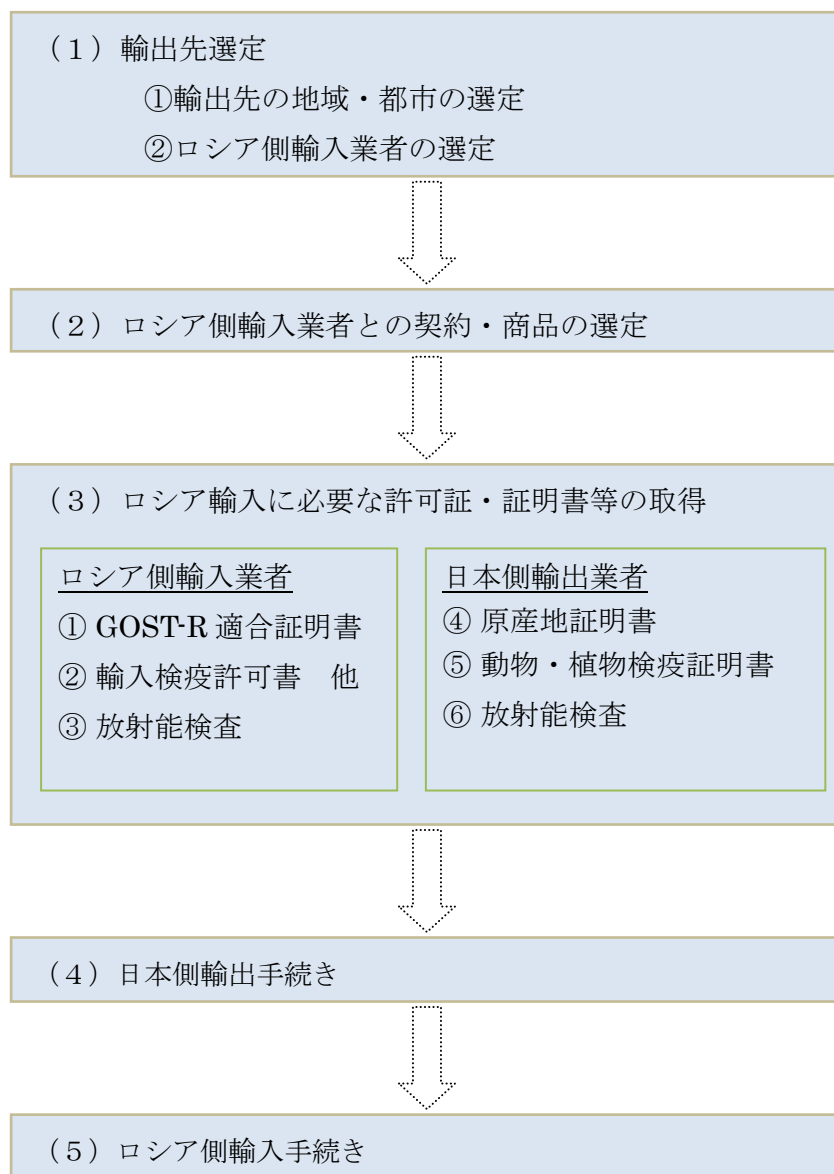 （１）輸出先選定
①輸出先の地域・都市の選定
②ロシア側輸入業者の選定
（２）ロシア側輸入業者との契約・商品の選定
（３）ロシア輸入に必要な許可証・証明書等の取得
ロシア側輸入業者
① GOST-R 適合証明書
② 輸入検疫許可書　他
③ 放射能検査
日本側輸出業者
④ 原産地証明書
⑤ 動物・植物検疫証明書
⑥ 放射能検査
（４）日本側輸出手続き
（５）ロシア側輸入手続き